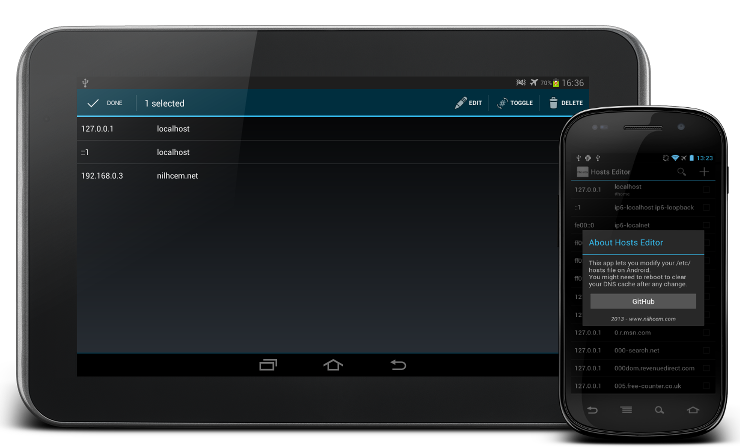 70% 16:36
DONE 1 selected EDIT TOGGLE DELETE
127.0.0.1 localhost
::1 localhost
192.168.0.3 nilhcem.net
13:23
Hosts Editor
127.0.0.1 localhost
::1 ip6-localhost ip6-loopback
fe00::0 ip6-localnet
About Hosts Editor
This app lets you modify your /etc/
hosts file on Android.
You might need to reboot to clear
your DNS cache after any change.
GitHub
2013 - www.nilhcem.com
127.0.0.1 0.r.msn.com
127.0.0.1 000-search.net
127.0.0.1 000dom.revenuedirect.com
127.0.0.1 005.free-counter.co.uk